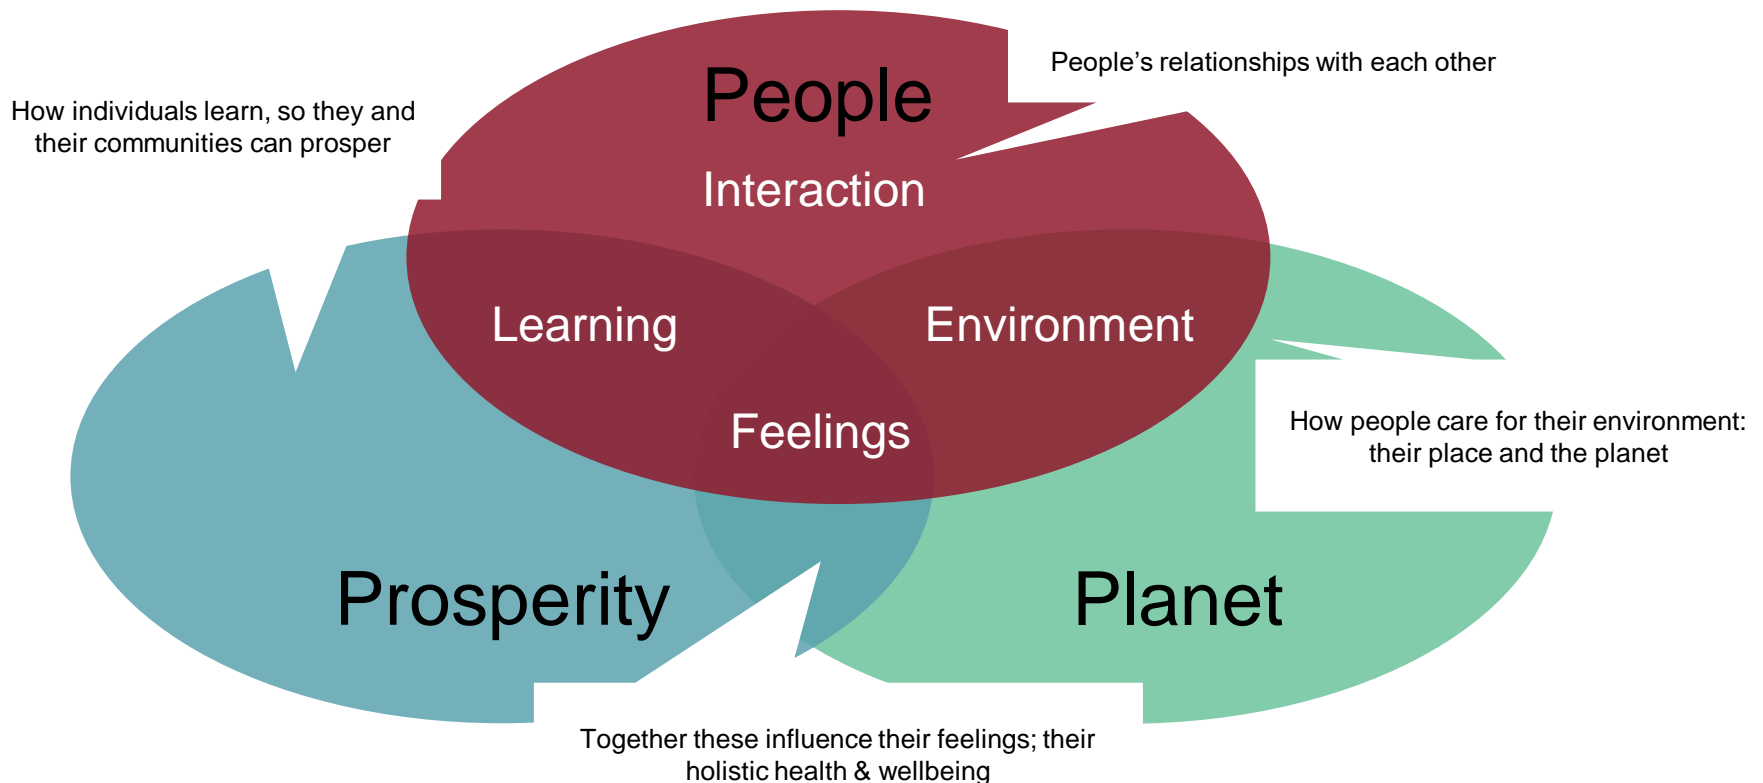 People
People’s relationships with each other
How individuals learn, so they and
their communities can prosper
Interaction
Learning
Environment
Feelings
How people care for their environment:
their place and the planet
Prosperity
Planet
Together these influence their feelings; their
holistic health & wellbeing